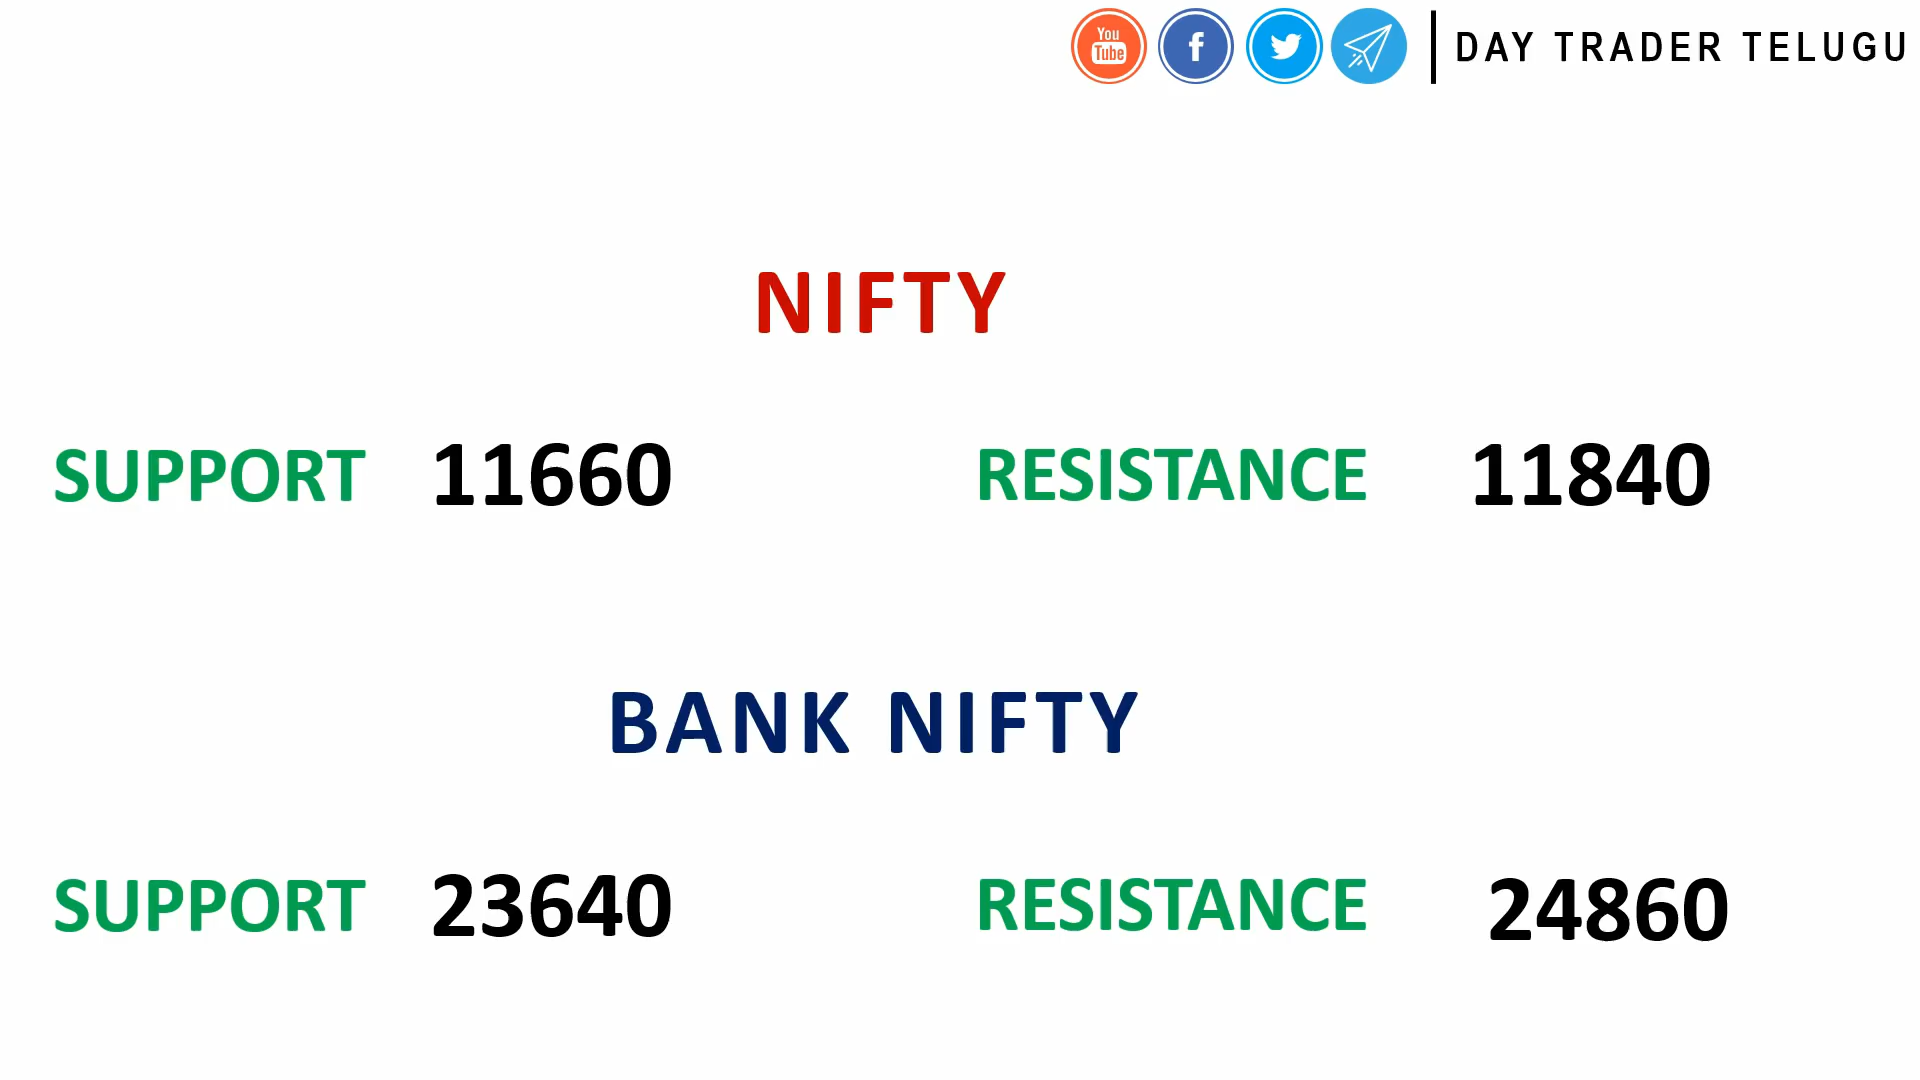 You
Tube
f
DAY TRADER TELUGU
NIFTY
SUPPORT 11660 RESISTANCE 11840
BANK NIFTY
SUPPORT 23640 RESISTANCE 24860